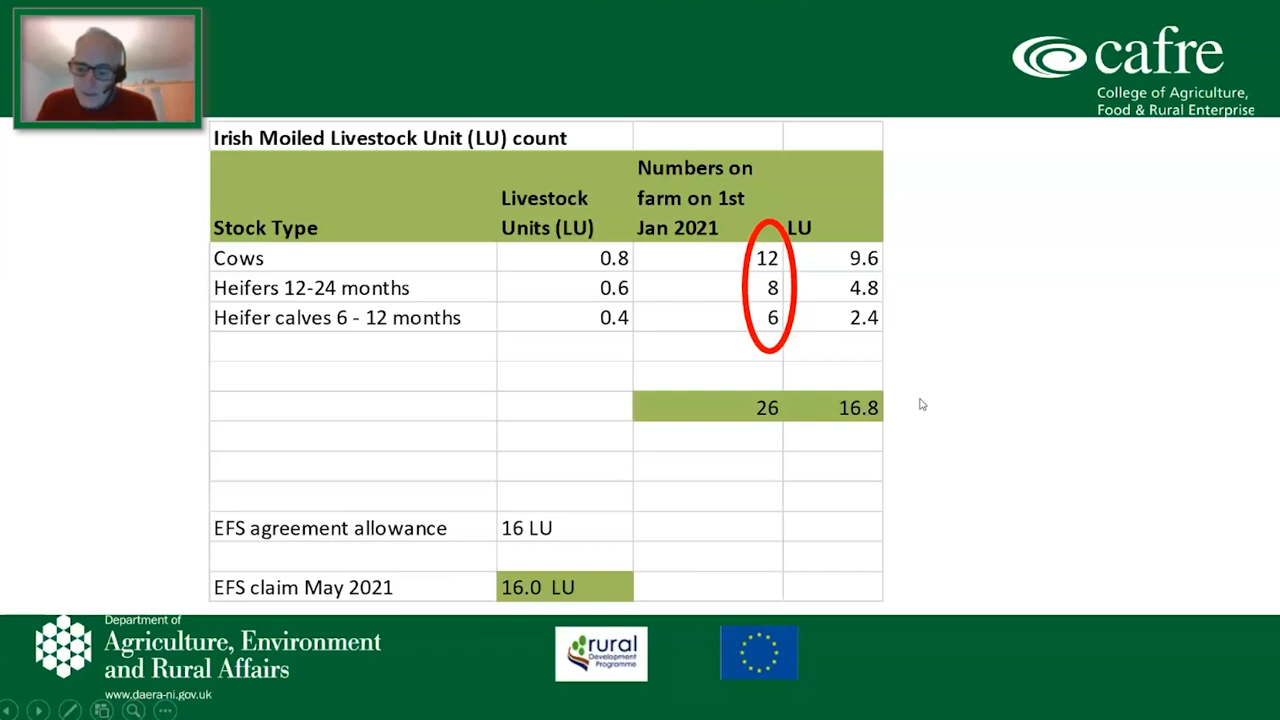 cafre
College of Agriculture,
Food & Rural Enterprise
Irish Moiled Livestock Unit (LU) count
Stock Type Livestock Units (LU) Numbers on farm on 1st Jan 2021 LU
Cows 0.8 12 9.6
Heifers 12-24 months 0.6 8 4.8
Heifer calves 6 - 12 months 0.4 6 2.4
26 16.8
EFS agreement allowance 16 LU
EFS claim May 2021 16.0 LU
Department of
Agriculture, Environment
and Rural Affairs
www.daera-ni.gov.uk
rural
Development
Programme